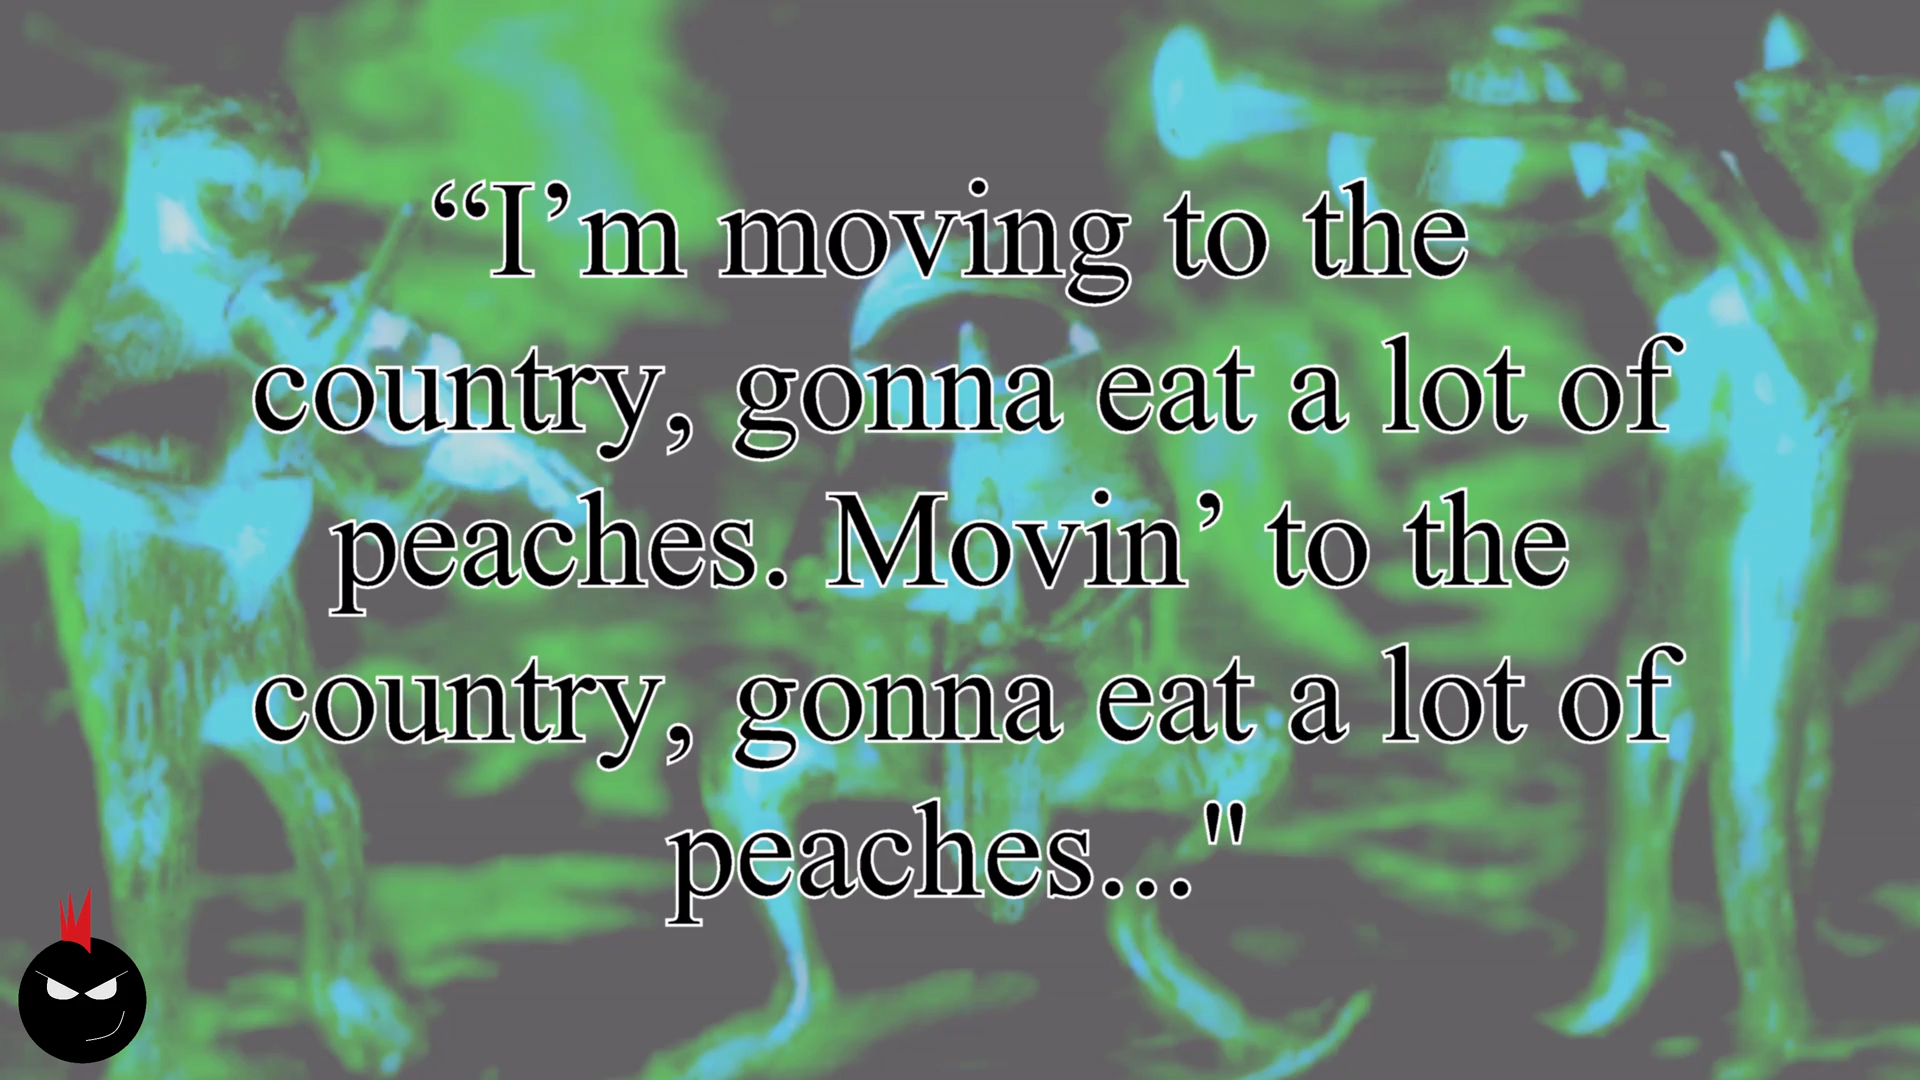 “I’m moving to the
country, gonna eat a lot of
peaches. Movin’ to the
country, gonna eat a lot of
peaches..."